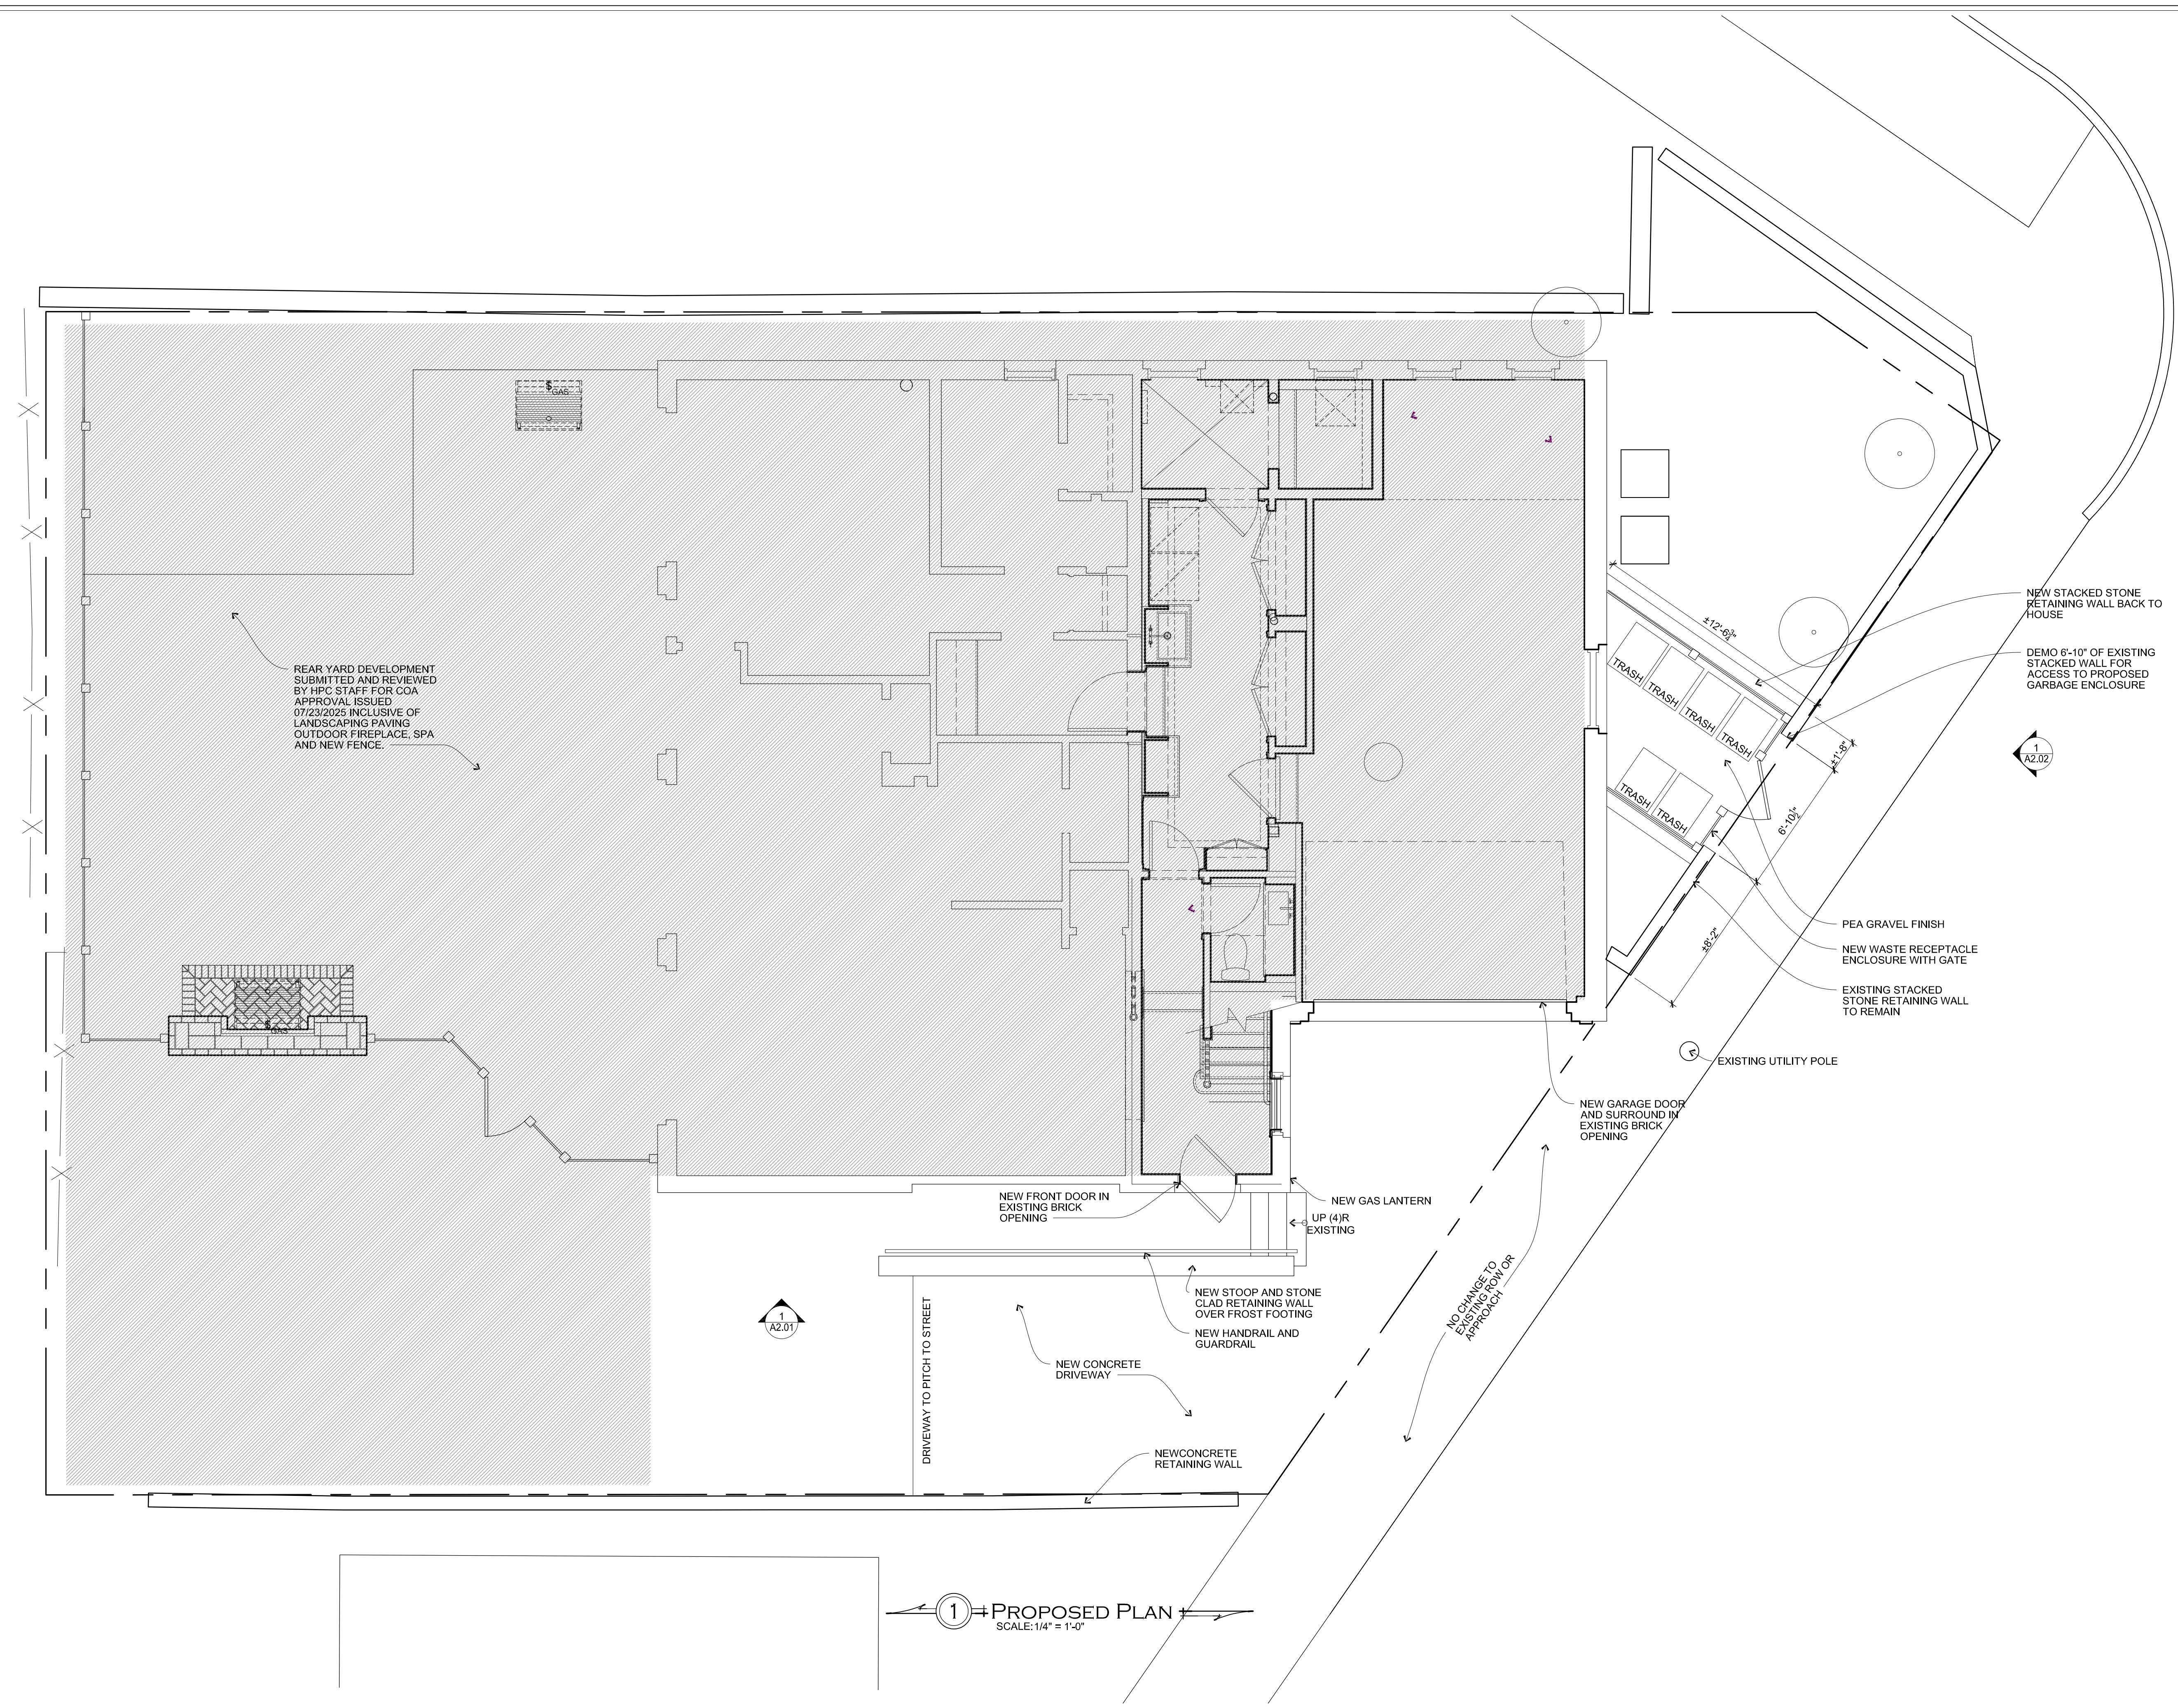 $
GAS
NEW STACKED STONE
RETAINING WALL BACK TO
HOUSE
±12'-6¾"
DEMO 6'-10" OF EXISTING
STACKED WALL FOR
ACCESS TO PROPOSED
GARBAGE ENCLOSURE
TRASH
TRASH
TRASH
TRASH
REAR YARD DEVELOPMENT
SUBMITTED AND REVIEWED
BY HPC STAFF FOR COA
APPROVAL ISSUED
07/23/2025 INCLUSIVE OF
LANDSCAPING PAVING
OUTDOOR FIREPLACE, SPA
AND NEW FENCE.
1
A2.02
±1'-8"
TRASH
TRASH
6'-10½"
PEA GRAVEL FINISH
±8'-2"
NEW WASTE RECEPTACLE
ENCLOSURE WITH GATE
EXISTING STACKED
STONE RETAINING WALL
TO REMAIN
$
GAS
EXISTING UTILITY POLE
NEW GARAGE DOOR
AND SURROUND IN
EXISTING BRICK
OPENING
NEW FRONT DOOR IN
EXISTING BRICK
OPENING
NEW GAS LANTERN
UP (4)R
EXISTING
NO CHANGE TO
EXISTING ROW OR
APPROACH
NEW STOOP AND STONE
CLAD RETAINING WALL
OVER FROST FOOTING
1
A2.01
NEW HANDRAIL AND
GUARDRAIL
DRIVEWAY TO PITCH TO STREET
NEW CONCRETE
DRIVEWAY
NEWCONCRETE
RETAINING WALL
1
PROPOSED PLAN
SCALE: 1/4" = 1'-0"